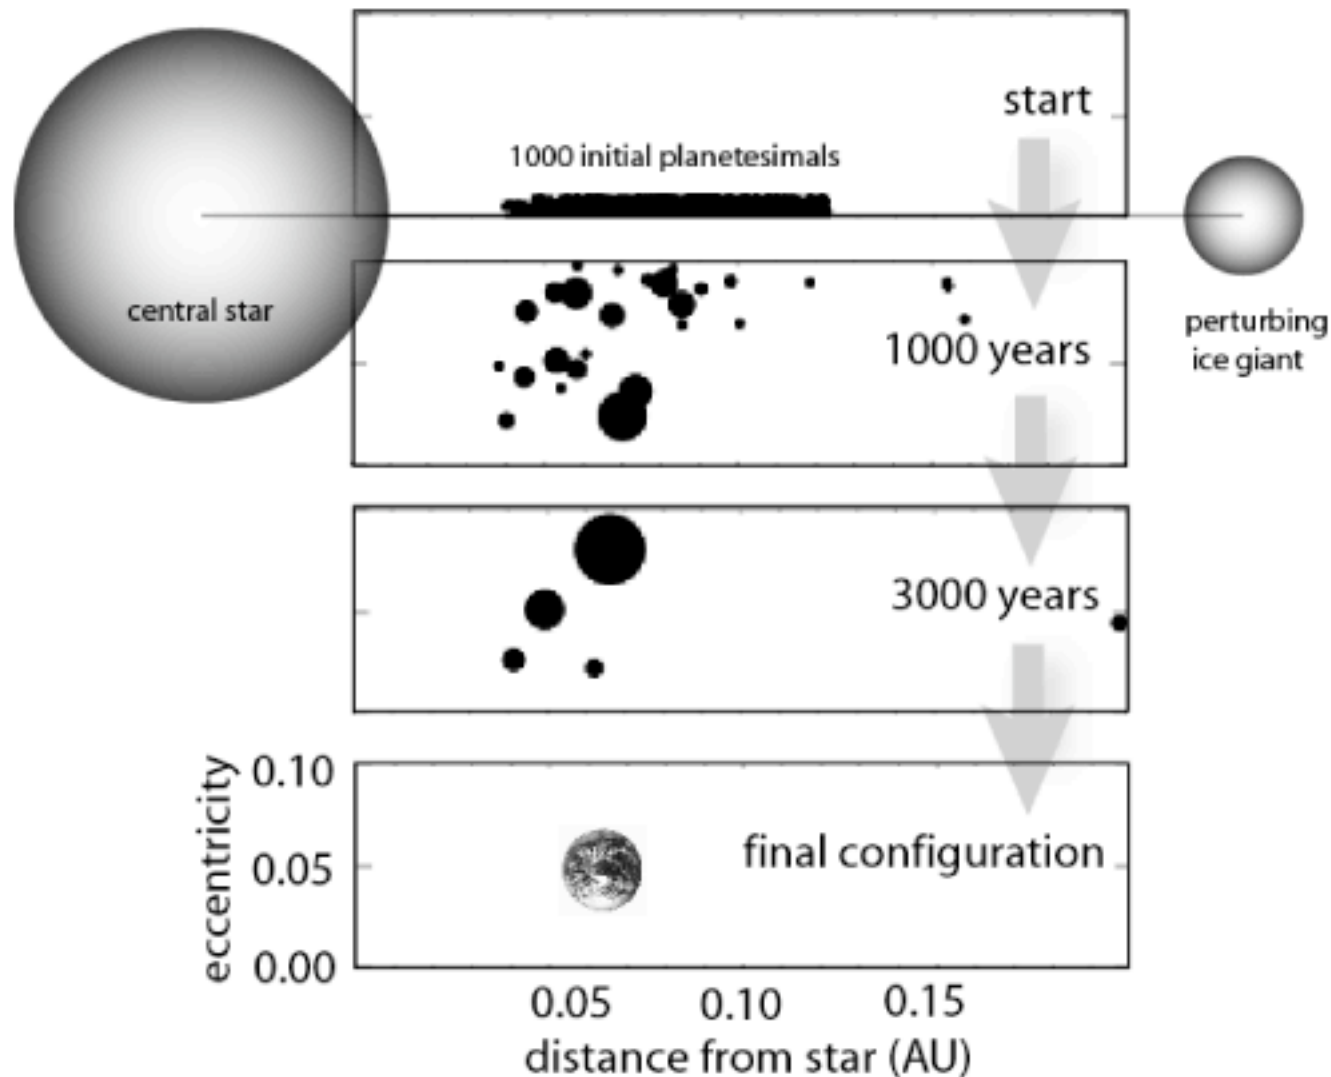 start
1000 initial planetesimals
central star
perturbing
ice giant
1000 years
3000 years
final configuration
eccentricity
0.10
0.05
0.00
0.05 0.10 0.15
distance from star (AU)